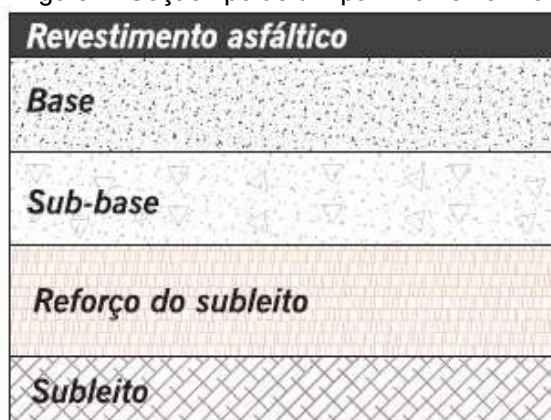 Revestimento asfáltico
Base
Sub-base
Reforço do subleito
Subleito